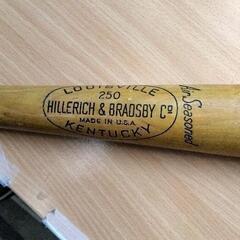 LOUISVILLE
250
HILLERICH & BRADSBY Cº
MADE IN U.S.A
KENTUCKY
Air Seasoned